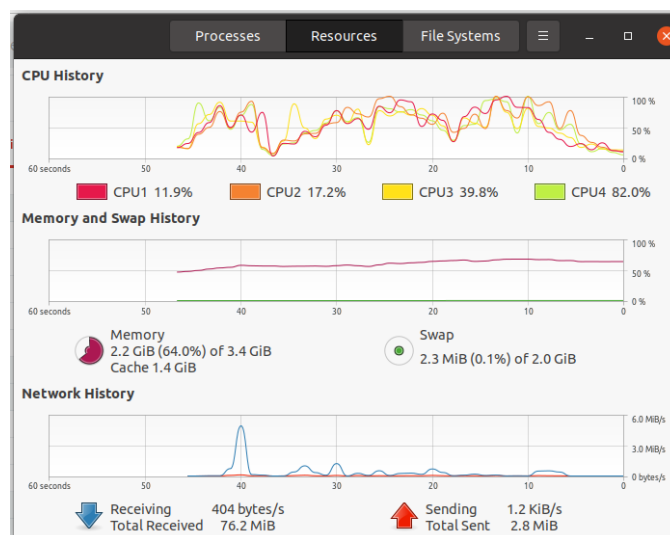 Processes Resources File Systems
CPU History
100 %
50 %
0 %
60 seconds 50 40 30 20 10 0
CPU1 11.9% CPU2 17.2% CPU3 39.8% CPU4 82.0%
Memory and Swap History
100 %
50 %
0 %
60 seconds 50 40 30 20 10 0
Memory
2.2 GiB (64.0%) of 3.4 GiB
Cache 1.4 GiB
Swap
2.3 MiB (0.1%) of 2.0 GiB
Network History
6.0 MiB/s
3.0 MiB/s
0 bytes/s
60 seconds 50 40 30 20 10 0
Receiving 404 bytes/s
Total Received 76.2 MiB
Sending 1.2 KiB/s
Total Sent 2.8 MiB